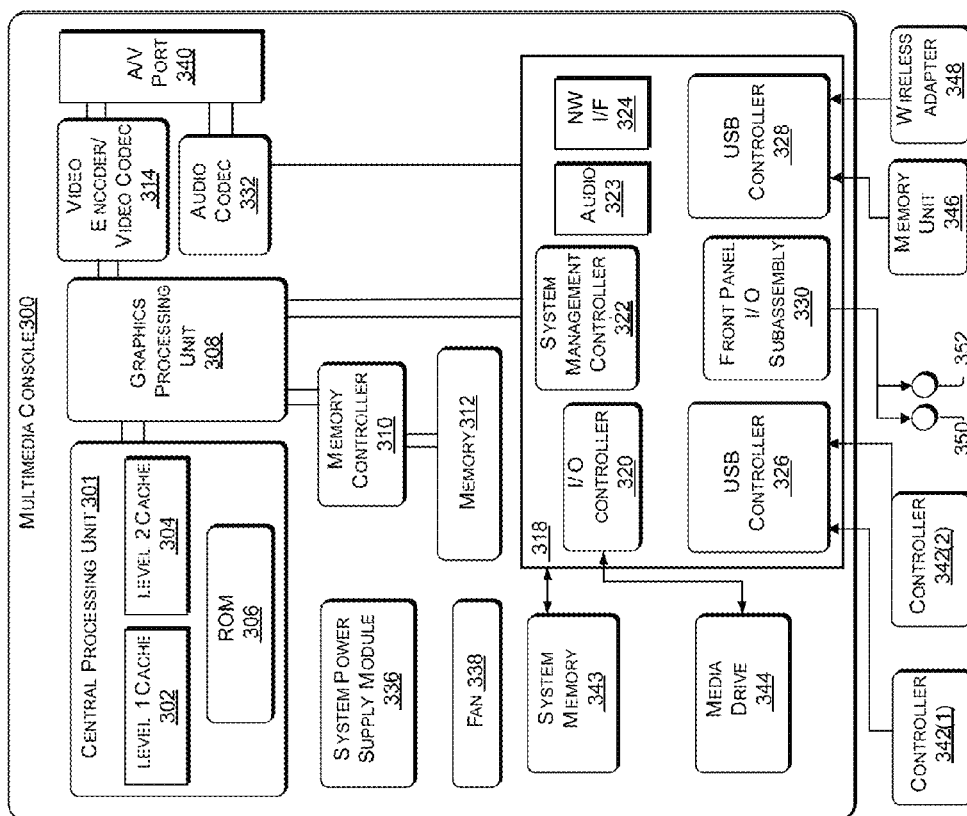 MULTIMEDIA CONSOLE 300
CENTRAL PROCESSING UNIT 301
LEVEL 1 CACHE
302
LEVEL 2 CACHE
304
ROM
306
GRAPHICS
PROCESSING
UNIT
308
VIDEO
ENCODER/
VIDEO CODEC
314
A/V
PORT
340
AUDIO
CODEC
332
MEMORY
CONTROLLER
310
MEMORY 312
SYSTEM POWER
SUPPLY MODULE
336
FAN 338
SYSTEM
MEMORY
343
MEDIA
DRIVE
344
318
I/O
CONTROLLER
320
SYSTEM
MANAGEMENT
CONTROLLER
322
AUDIO
323
NW
I/F
324
USB
CONTROLLER
326
FRONT PANEL
I/O
SUBASSEMBLY
330
USB
CONTROLLER
328
CONTROLLER
342(1)
CONTROLLER
342(2)
350
352
MEMORY
UNIT
346
WIRELESS
ADAPTER
348